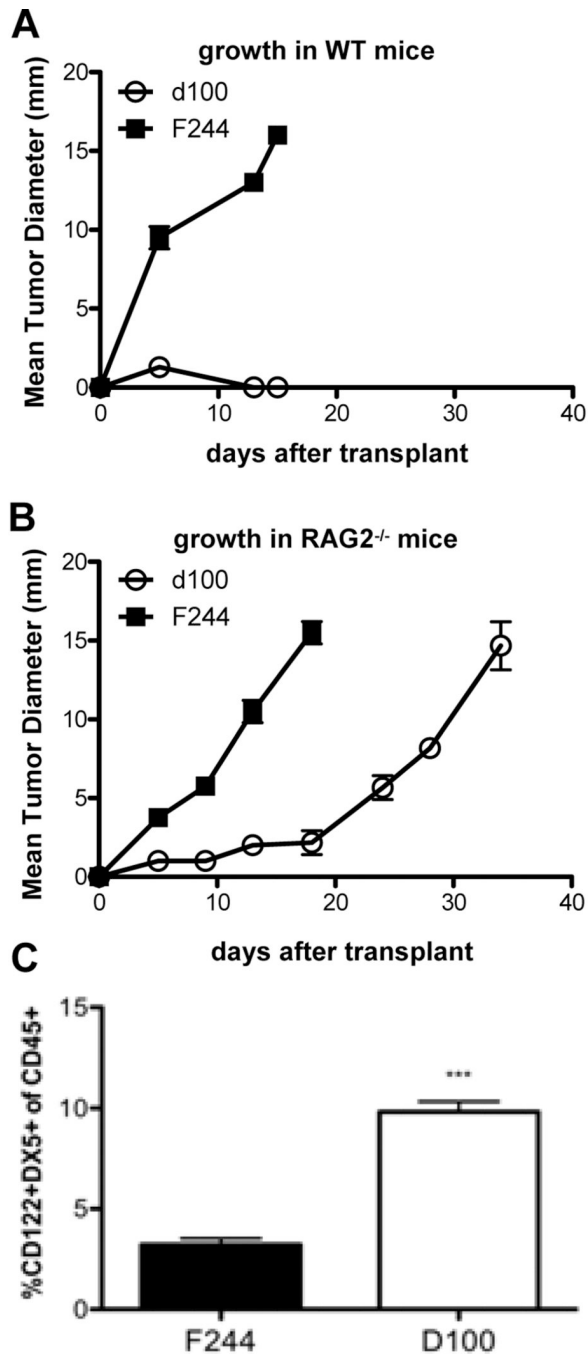 A
growth in WT mice
d100
F244
Mean Tumor Diameter (mm)
20
15
10
5
0
0 10 20 30 40
days after transplant
B
growth in RAG2-/- mice
d100
F244
Mean Tumor Diameter (mm)
20
15
10
5
0
0 10 20 30 40
days after transplant
C
%CD122+DX5+ of CD45+
15
10
5
0
***
F244 D100